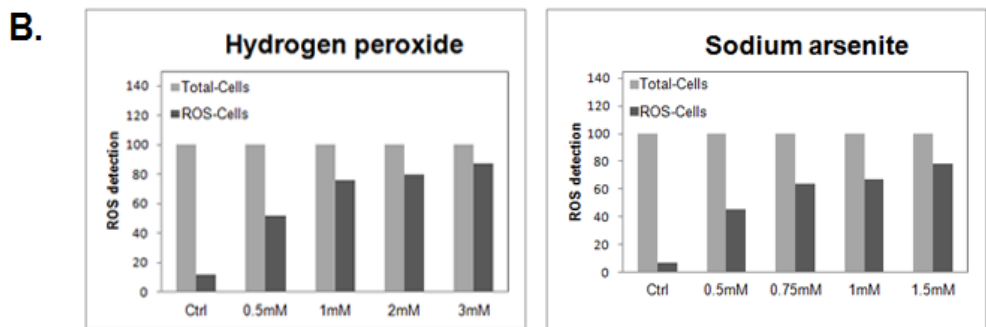 B.
Hydrogen peroxide
Total-Cells
ROS-Cells
ROS detection
140
120
100
80
60
40
20
0
Ctrl 0.5mM 1mM 2mM 3mM
Sodium arsenite
Total-Cells
ROS-Cells
ROS detection
140
120
100
80
60
40
20
0
Ctrl 0.5mM 0.75mM 1mM 1.5mM